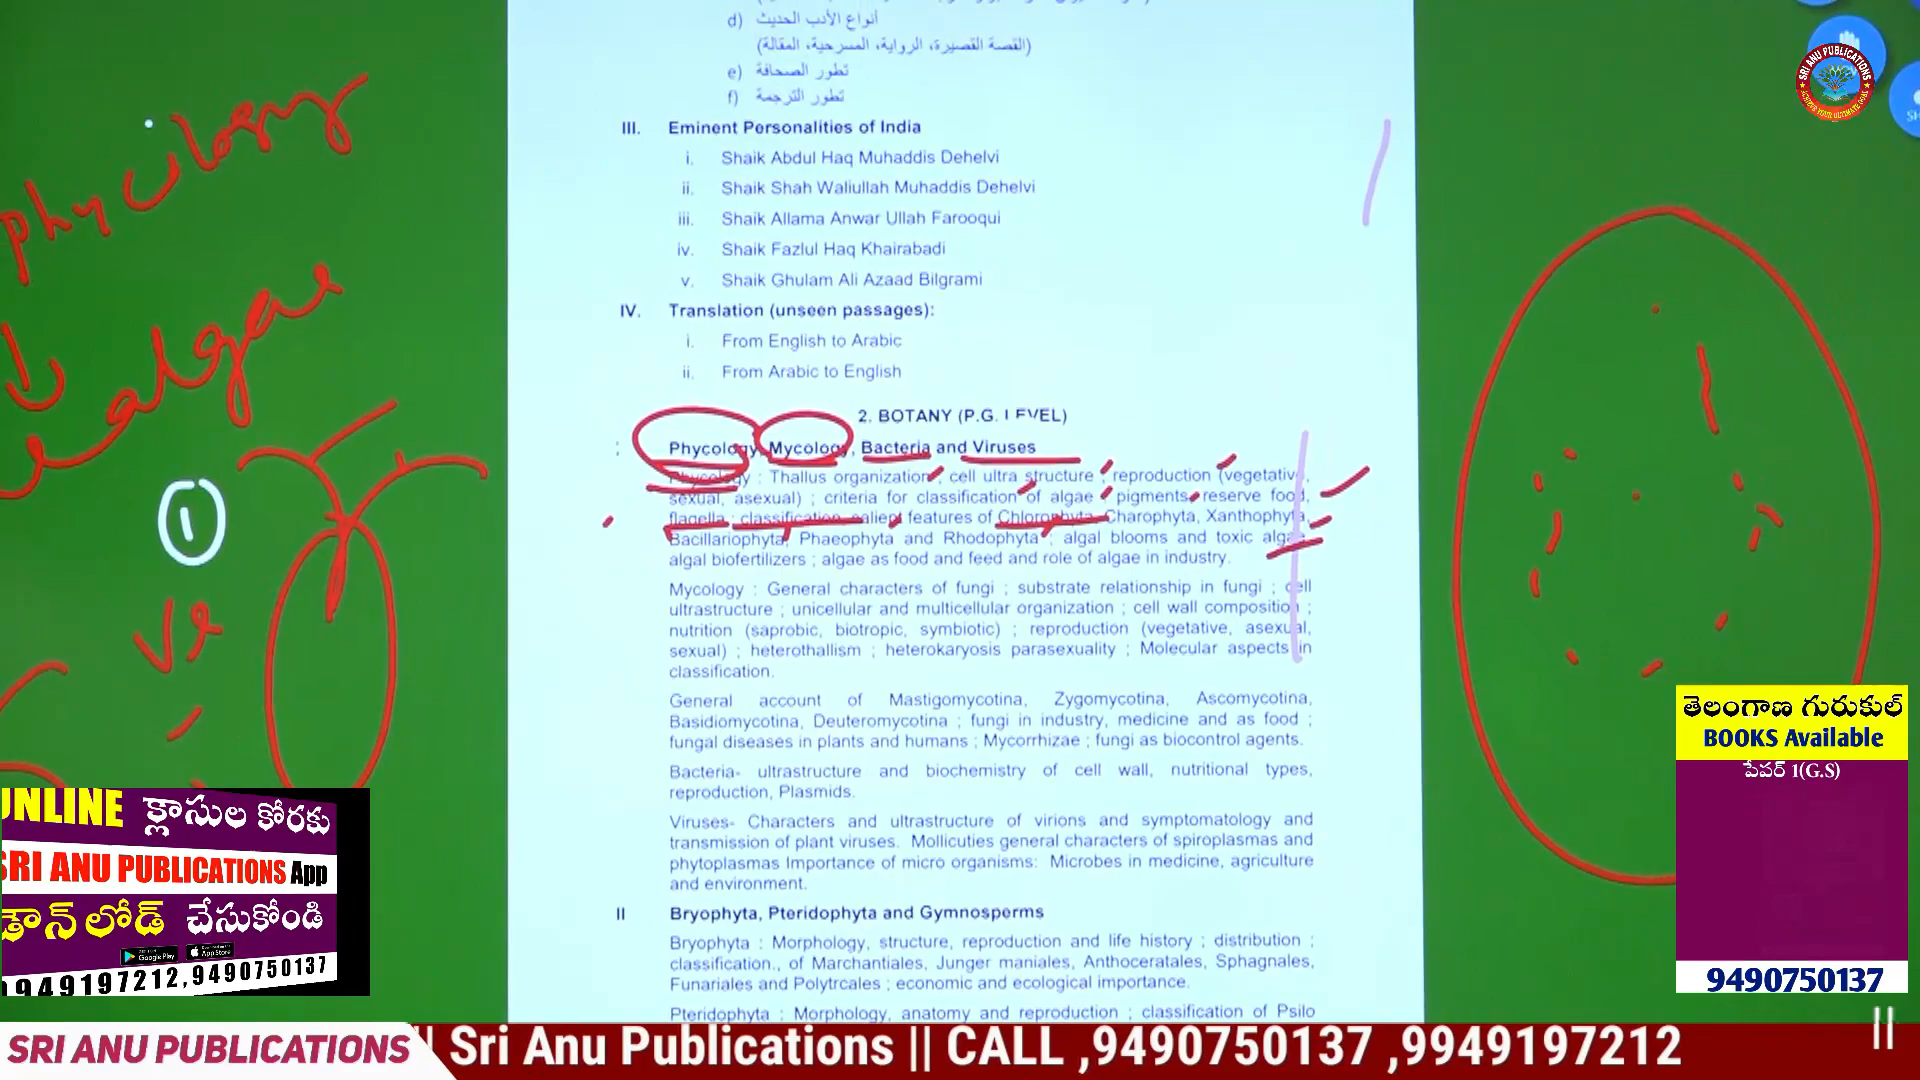 d) أنواع الأدب الحديث
(القصة القصيرة، الرواية، المسرحية، المقالة)
e) تطور الصحافة
f) تطور الترجمة
III. Eminent Personalities of India
i. Shaik Abdul Haq Muhaddis Dehelvi
ii. Shaik Shah Waliullah Muhaddis Dehelvi
iii. Shaik Allama Anwar Ullah Farooqui
iv. Shaik Fazlul Haq Khairabadi
v. Shaik Ghulam Ali Azaad Bilgrami
IV. Translation (unseen passages):
i. From English to Arabic
ii. From Arabic to English
2. BOTANY (P.G. LEVEL)
Phycology, Mycology, Bacteria and Viruses
Phycology : Thallus organization ; cell ultra structure ; reproduction (vegetative,
sexual, asexual) ; criteria for classification of algae ; pigments, reserve food,
flagella ; classification, salient features of Chlorophyta, Charophyta, Xanthophyta,
Bacillariophyta, Phaeophyta and Rhodophyta ; algal blooms and toxic algae,
algal biofertilizers ; algae as food and feed and role of algae in industry.
Mycology : General characters of fungi ; substrate relationship in fungi ; cell
ultrastructure ; unicellular and multicellular organization ; cell wall composition ;
nutrition (saprobic, biotropic, symbiotic) ; reproduction (vegetative, asexual,
sexual) ; heterothallism ; heterokaryosis parasexuality ; Molecular aspects in
classification.
General account of Mastigomycotina, Zygomycotina, Ascomycotina,
Basidiomycotina, Deuteromycotina ; fungi in industry, medicine and as food ;
fungal diseases in plants and humans ; Mycorrhizae ; fungi as biocontrol agents.
Bacteria- ultrastructure and biochemistry of cell wall, nutritional types,
reproduction, Plasmids.
Viruses- Characters and ultrastructure of virions and symptomatology and
transmission of plant viruses. Mollicuties general characters of spiroplasmas and
phytoplasmas Importance of micro organisms: Microbes in medicine, agriculture
and environment.
II Bryophyta, Pteridophyta and Gymnosperms
Bryophyta : Morphology, structure, reproduction and life history ; distribution ;
classification., of Marchantiales, Junger maniales, Anthoceratales, Sphagnales,
Funariales and Polytrcales ; economic and ecological importance.
Pteridophyta : Morphology, anatomy and reproduction ; classification of Psilo
phycology
algae
1
SRI ANU PUBLICATIONS
తెలంగాణ గురుకుల్
BOOKS Available
పేపర్ 1(G.S)
9490750137
ONLINE క్లాసుల కోరకు
SRI ANU PUBLICATIONS App
డౌన్ లోడ్ చేసుకోండి
Google Play
App Store
9949197212,9490750137
SRI ANU PUBLICATIONS
|| Sri Anu Publications || CALL ,9490750137 ,9949197212
||